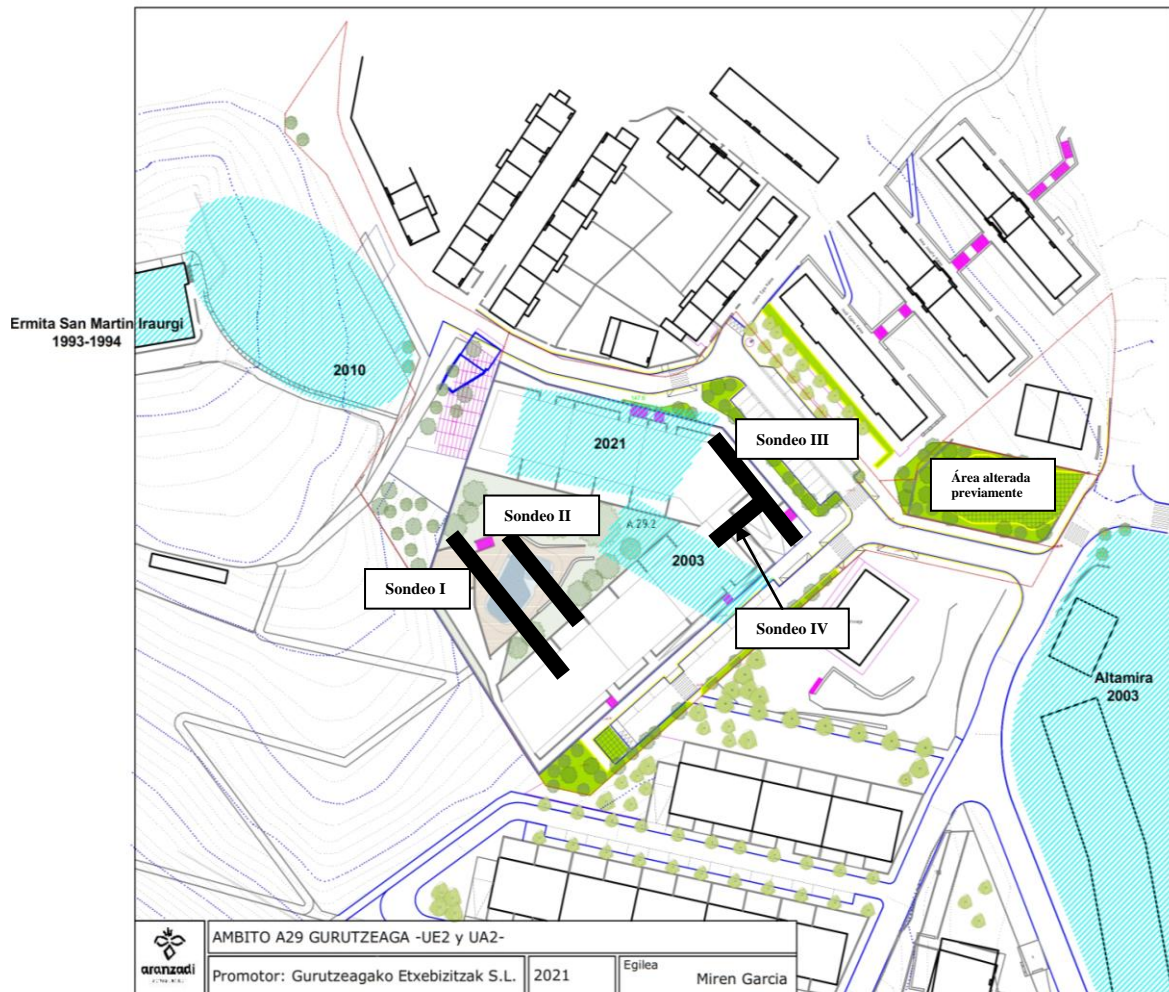 Ermita San Martin Iraurgi
1993-1994
2010
2021
Sondeo III
Área alterada
previamente
Sondeo II
A 29.2
2003
Sondeo I
Sondeo IV
Altamira
2003
aranzadi
AMBITO A29 GURUTZEAGA -UE2 y UA2-
Promotor: Gurutzeagako Etxebizitzak S.L.
2021
Egilea
Miren Garcia